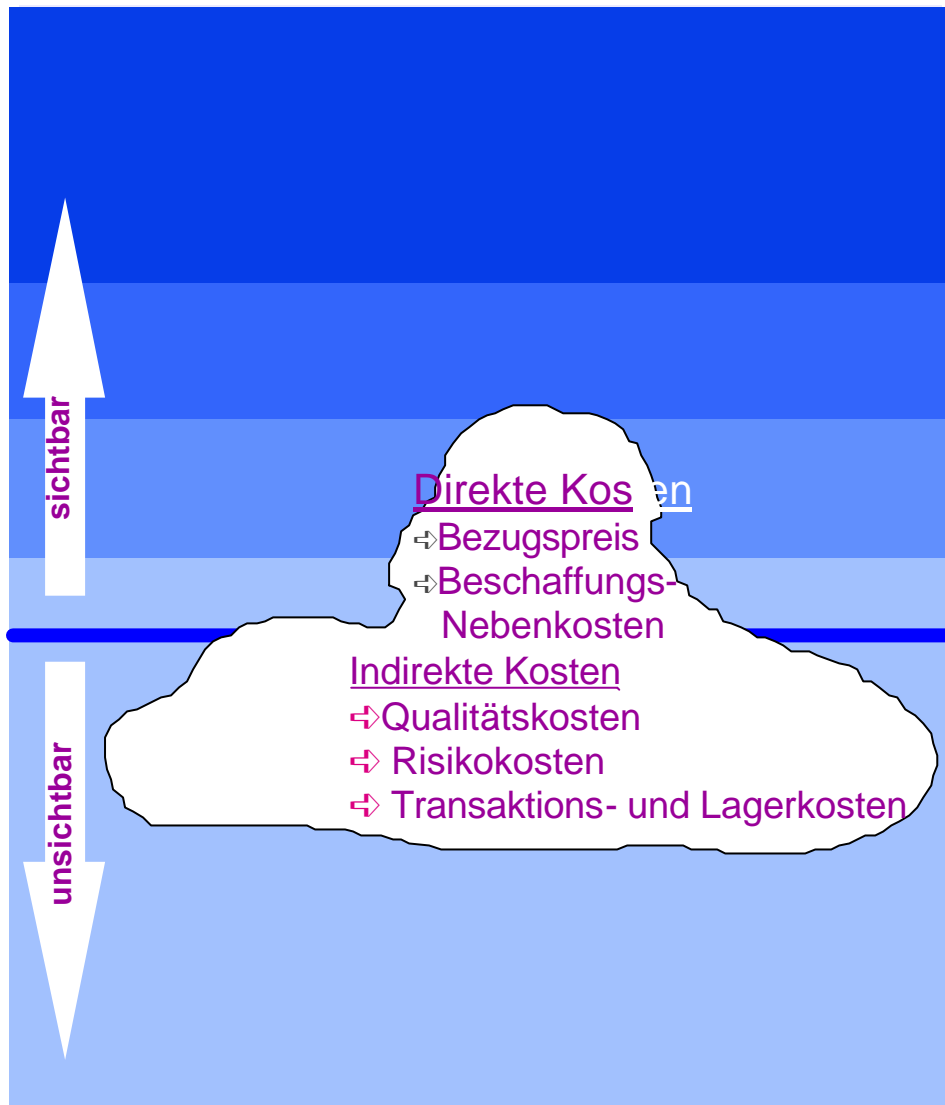 sichtbar
Direkte Kosten
➪Bezugspreis
➪Beschaffungs-
Nebenkosten
Indirekte Kosten
➪Qualitätskosten
➪ Risikokosten
➪ Transaktions- und Lagerkosten
unsichtbar